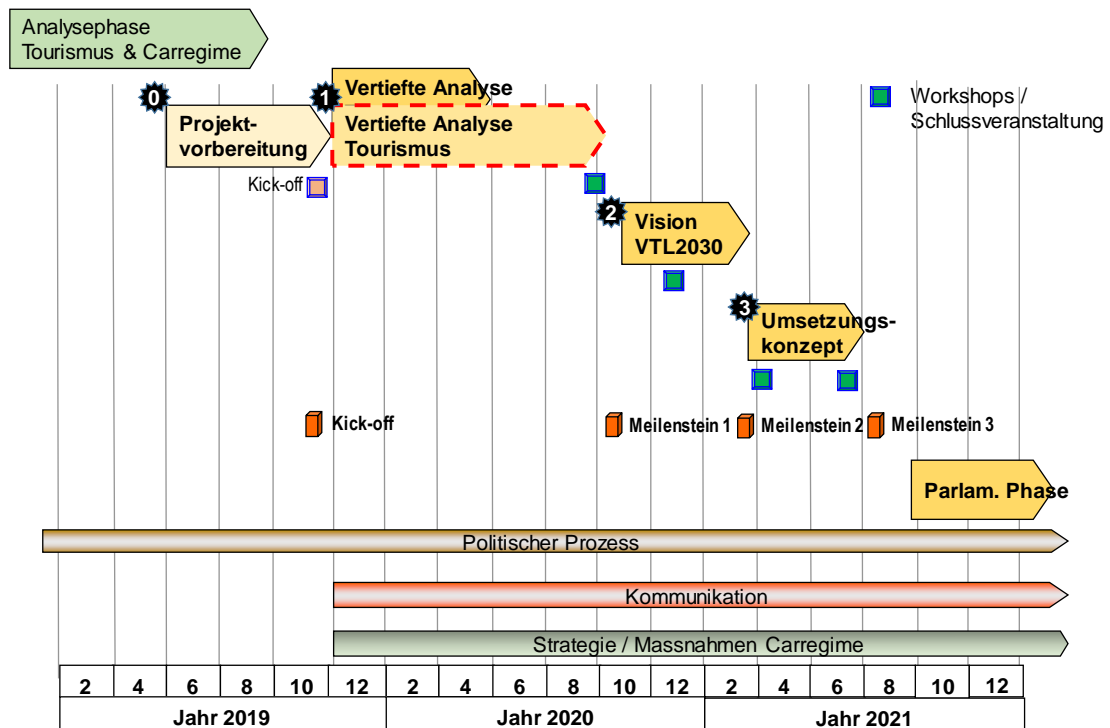 Analysephase
Tourismus & Carregime
0
1
Vertiefte Analyse
Projekt-
vorbereitung
Vertiefte Analyse
Tourismus
Workshops /
Schlussveranstaltung
Kick-off
2
Vision
VTL2030
3
Umsetzungs-
konzept
Kick-off
Meilenstein 1
Meilenstein 2
Meilenstein 3
Parlam. Phase
Politischer Prozess
Kommunikation
Strategie / Massnahmen Carregime
2 4 6 8 10 12 2 4 6 8 10 12 2 4 6 8 10 12
Jahr 2019 Jahr 2020 Jahr 2021